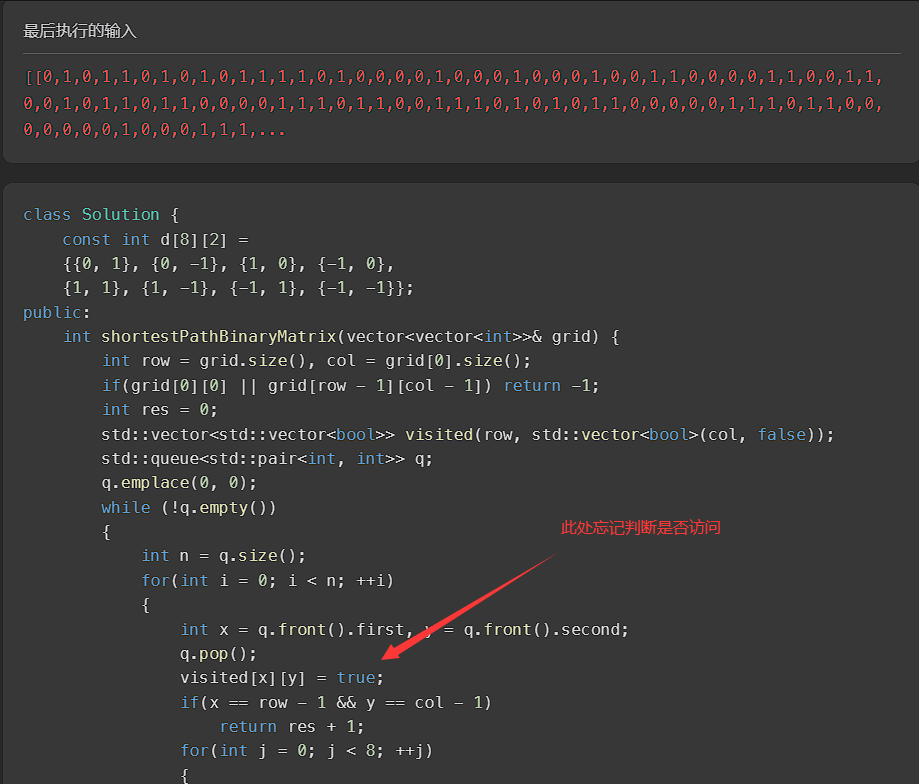 最后执行的输入
[[0,1,0,1,1,0,1,0,1,0,1,1,1,1,0,1,0,0,0,0,1,0,0,0,1,0,0,0,1,0,0,1,1,0,0,0,0,1,1,0,0,1,1,
0,0,1,0,1,1,0,1,1,0,0,0,0,1,1,1,0,1,1,0,0,1,1,1,0,1,0,1,0,1,1,0,0,0,0,0,1,1,1,0,1,1,0,0,
0,0,0,0,0,1,0,0,0,1,1,1,...
class Solution {
    const int d[8][2] =
    {{0, 1}, {0, -1}, {1, 0}, {-1, 0},
    {1, 1}, {1, -1}, {-1, 1}, {-1, -1}};
public:
    int shortestPathBinaryMatrix(vector<vector<int>>& grid) {
        int row = grid.size(), col = grid[0].size();
        if(grid[0][0] || grid[row - 1][col - 1]) return -1;
        int res = 0;
        std::vector<std::vector<bool>> visited(row, std::vector<bool>(col, false));
        std::queue<std::pair<int, int>> q;
        q.emplace(0, 0);
        while (!q.empty())
        {
此处忘记判断是否访问
            int n = q.size();
            for(int i = 0; i < n; ++i)
            {
                int x = q.front().first, y = q.front().second;
                q.pop();
                visited[x][y] = true;
                if(x == row - 1 && y == col - 1)
                    return res + 1;
                for(int j = 0; j < 8; ++j)
                {